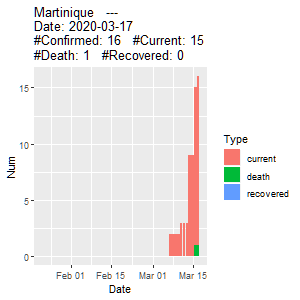 Martinique   ---
Date: 2020-03-17
#Confirmed: 16   #Current: 15
#Death: 1   #Recovered: 0
Num
15
10
5
0
Feb 01
Feb 15
Mar 01
Mar 15
Date
Type
current
death
recovered